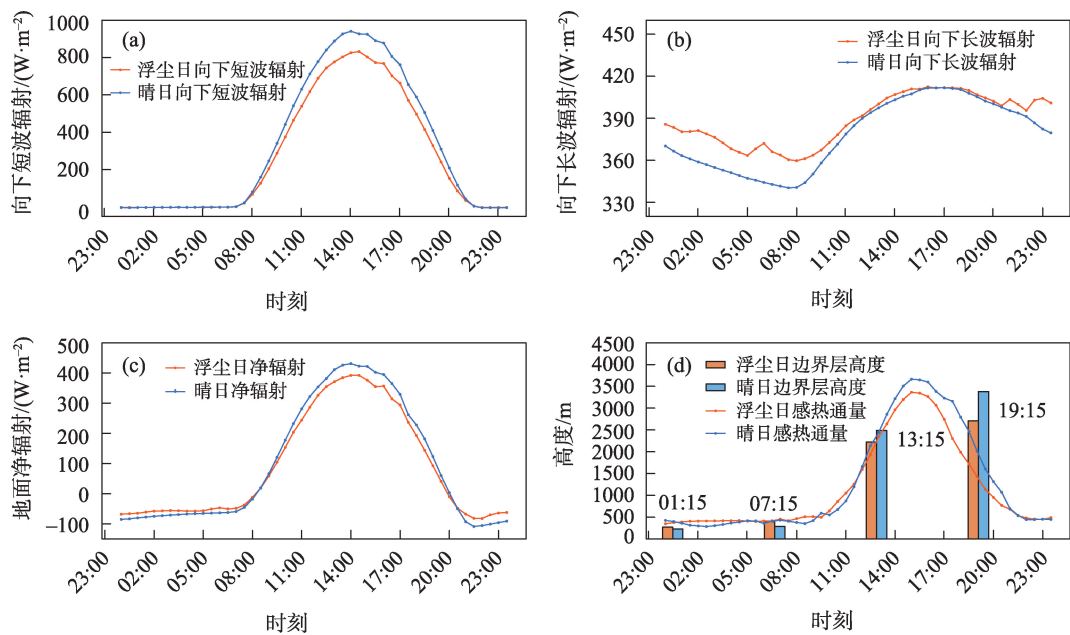 (a)
向下短波辐射/(W·m⁻²)
1000
800
600
400
200
0
浮尘日向下短波辐射
晴日向下短波辐射
23:00 02:00 05:00 08:00 11:00 14:00 17:00 20:00 23:00
时刻
(b)
向下长波辐射/(W·m⁻²)
450
420
390
360
330
浮尘日向下长波辐射
晴日向下长波辐射
23:00 02:00 05:00 08:00 11:00 14:00 17:00 20:00 23:00
时刻
(c)
地面净辐射/(W·m⁻²)
500
400
300
200
100
0
−100
浮尘日净辐射
晴日净辐射
23:00 02:00 05:00 08:00 11:00 14:00 17:00 20:00 23:00
时刻
(d)
高度/m
4500
4000
3500
3000
2500
2000
1500
1000
500
0
浮尘日边界层高度
晴日边界层高度
浮尘日感热通量
晴日感热通量
01:15
07:15
13:15
19:15
23:00 02:00 05:00 08:00 11:00 14:00 17:00 20:00 23:00
时刻